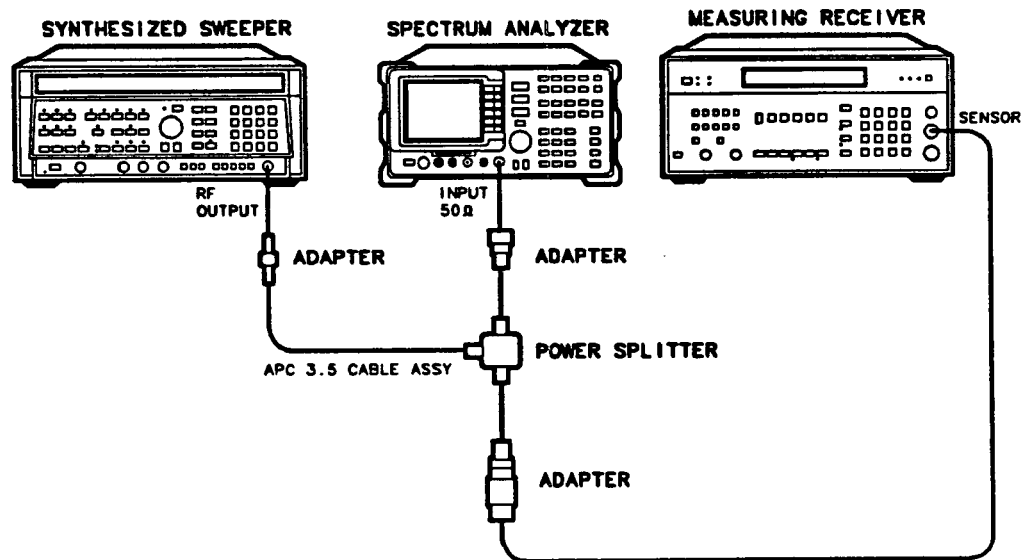 SYNTHESIZED SWEEPER
SPECTRUM ANALYZER
MEASURING RECEIVER
SENSOR
RF
OUTPUT
INPUT
50Ω
ADAPTER
ADAPTER
POWER SPLITTER
APC 3.5 CABLE ASSY
ADAPTER